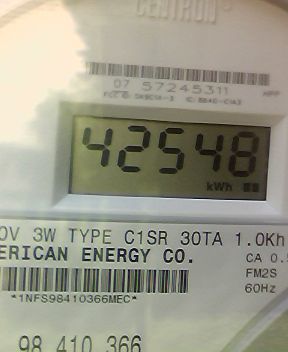 CENTRON
07 57245311
42548
kWh
0V 3W TYPE C1SR 30TA 1.0Kh
ERICAN ENERGY CO.
CA 0.5
FM2S
60Hz
*1NFS98410366MEC*
98 410 366